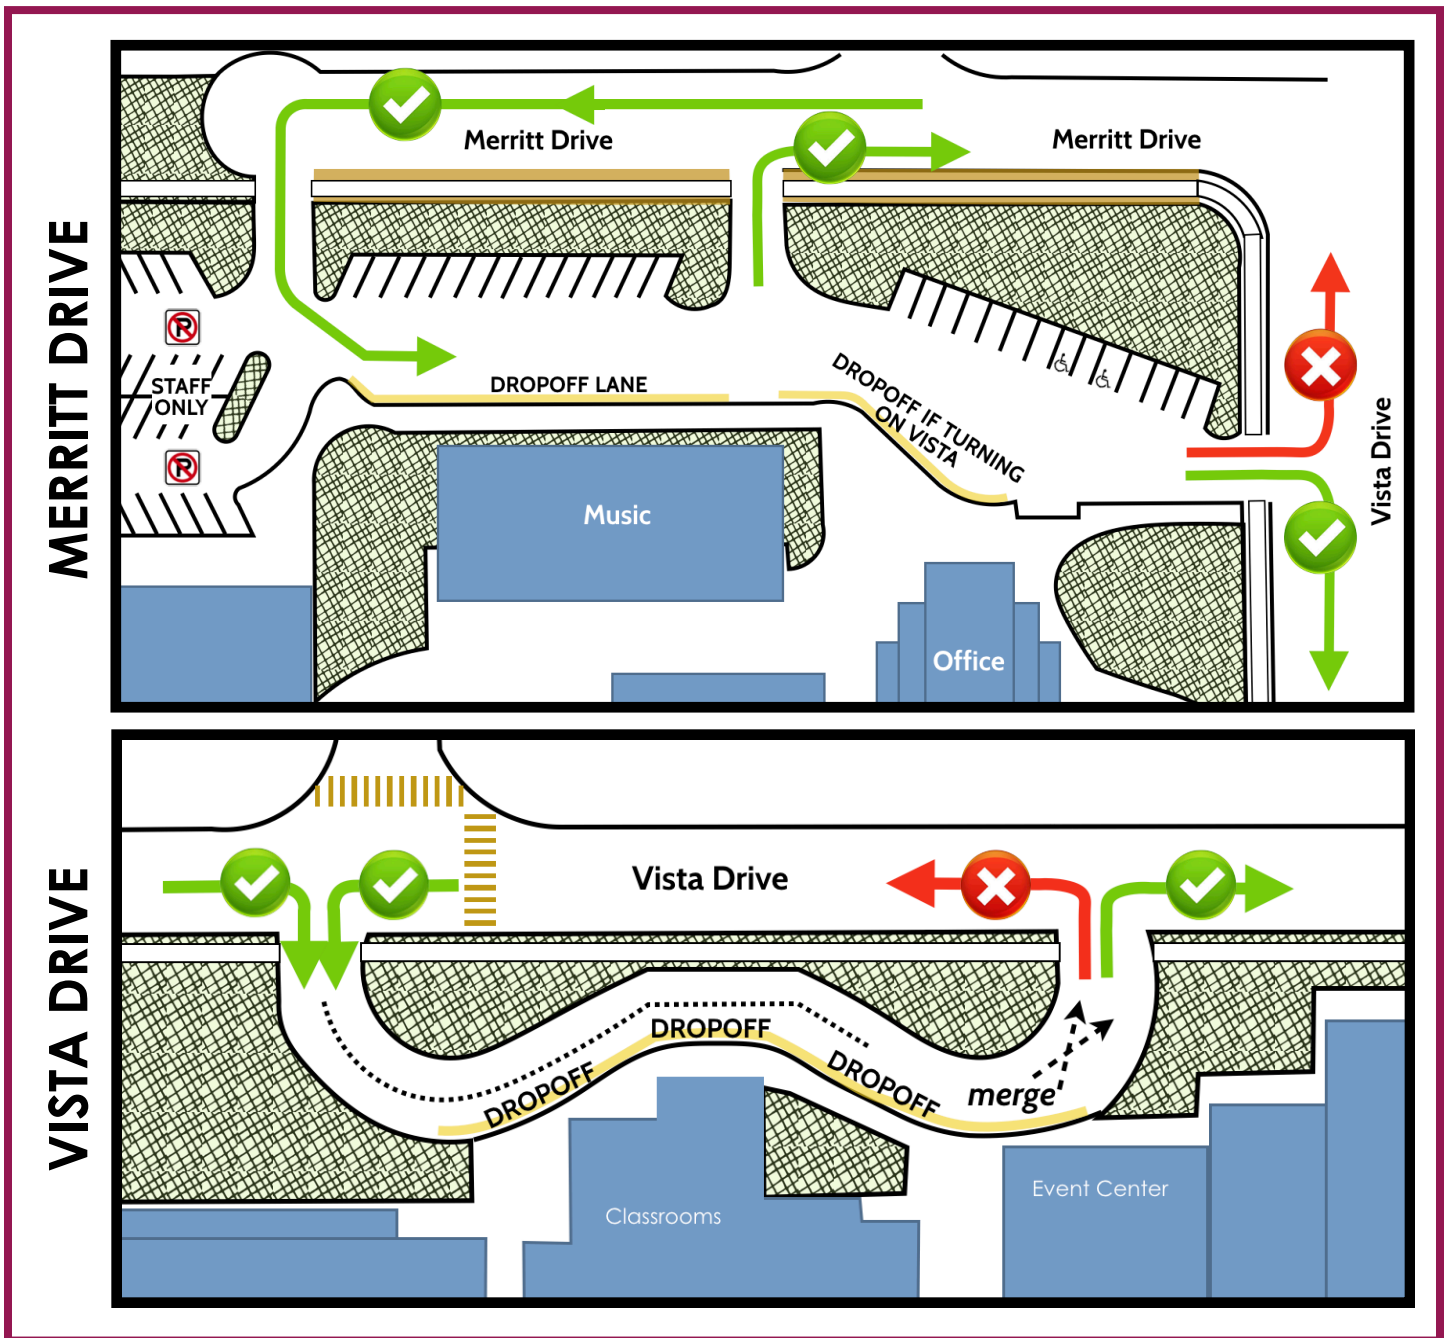 MERRITT DRIVE
Merritt Drive
Merritt Drive
P
STAFF
ONLY
P
DROPOFF LANE
DROPOFF IF TURNING
ON VISTA
Vista Drive
Music
Office
VISTA DRIVE
Vista Drive
DROPOFF
DROPOFF
DROPOFF
merge
Classrooms
Event Center